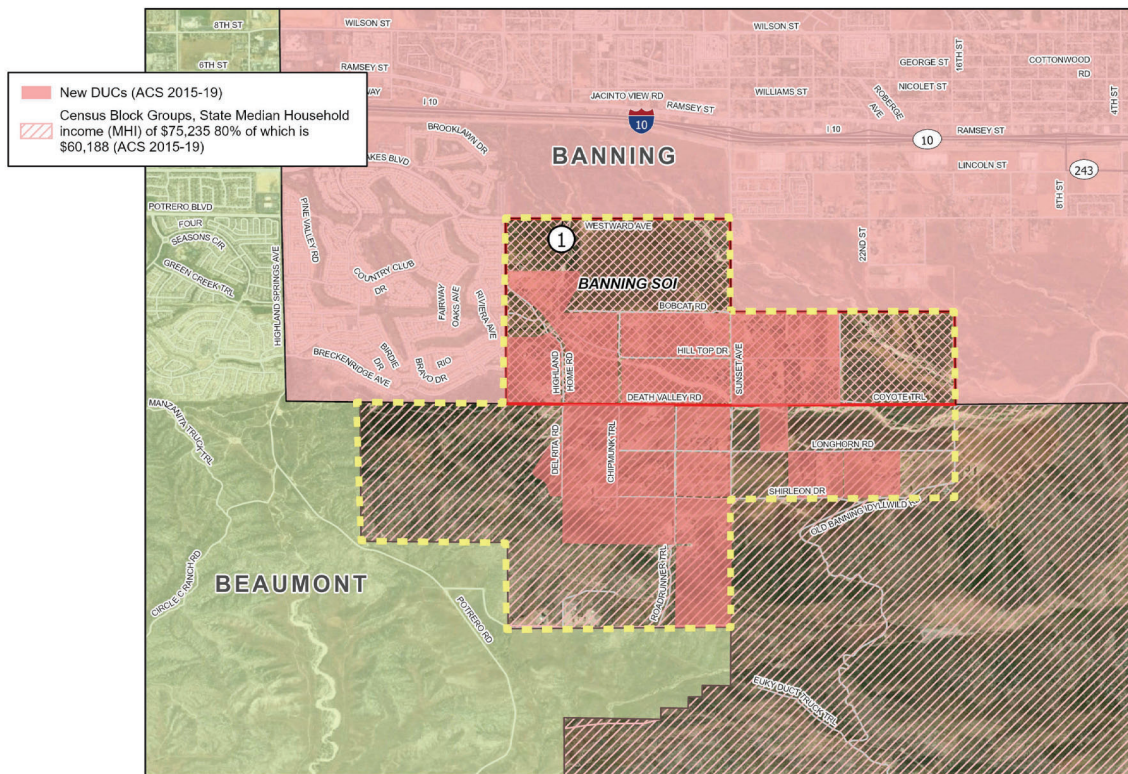 8TH ST
WILSON ST
WILSON ST
16TH ST
6TH ST
GEORGE ST
COTTONWOOD
RD
RAMSEY ST
NICOLET ST
New DUCs (ACS 2015-19)
WAY
JACINTO VIEW RD
WILLIAMS ST
ROBERGE
AVE
4TH ST
Census Block Groups, State Median Household
income (MHI) of $75,235 80% of which is
$60,188 (ACS 2015-19)
I 10
RAMSEY ST
10
I 10
RAMSEY ST
BROOKLAWN DR
10
BANNING
AKES BLVD
LINCOLN ST
243
POTRERO BLVD
PINE VALLEY RD
8TH ST
FOUR
SEASONS CIR
1
WESTWARD AVE
22ND ST
GREEN CREEK TRL
HIGHLAND SPRINGS AVE
COUNTRY CLUB
DR
FAIRWAY
OAKS AVE
RIVIERA AVE
BANNING SOI
BOBCAT RD
BRECKENRIDGE AVE
BIRDIE
DR
BRAVO DR
RIO
HIGHLAND
HOME RD
HILL TOP DR
SUNSET AVE
DEATH VALLEY RD
COYOTE TRL
MANZANITA TRUCK TRL
DEL RITA RD
CHIPMUNK TRL
LONGHORN RD
SHIRLEON DR
OLD BANNING IDYLLWILD RD
CIRCLE C RANCH RD
BEAUMONT
POTRERO RD
ROADRUNNER TRL
EUKY DUCT TRUCK TRL